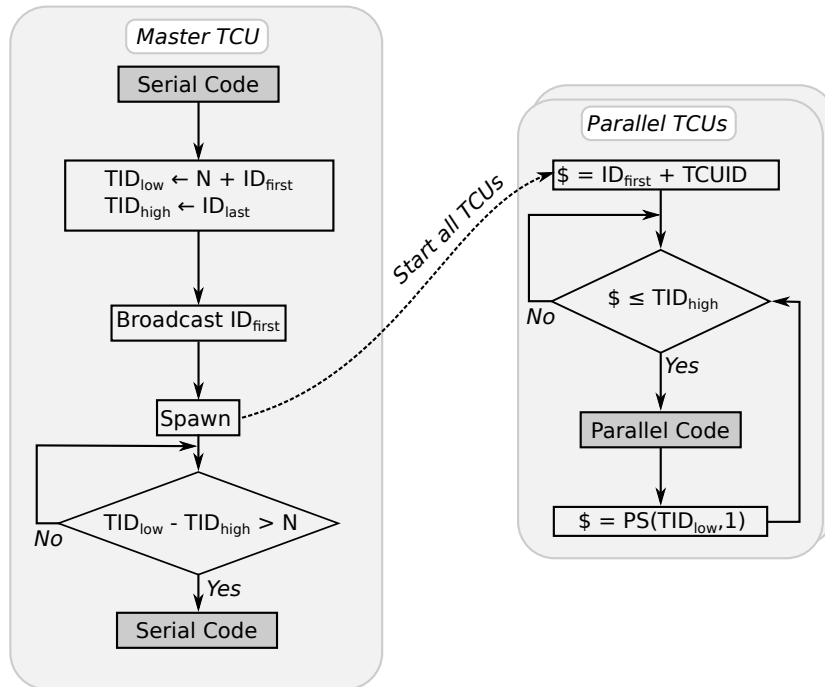 Master TCU
Serial Code
TIDlow ← N + IDfirst
TIDhigh ← IDlast
Broadcast IDfirst
Spawn
TIDlow - TIDhigh > N
No
Yes
Serial Code
Start all TCUs
Parallel TCUs
$ = IDfirst + TCUID
$ ≤ TIDhigh
No
Yes
Parallel Code
$ = PS(TIDlow,1)